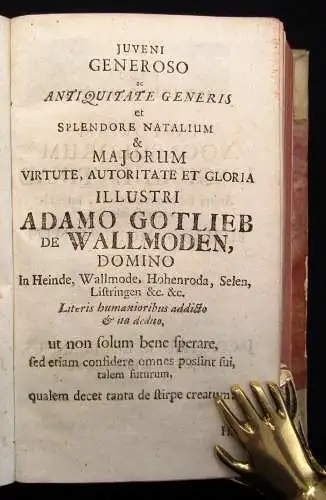 JUVENI
GENEROSO
ac
ANTIQUITATE GENERIS
et
SPLENDORE NATALIUM
&
MAJORUM
VIRTUTE, AUTORITATE ET GLORIA
ILLUSTRI
ADAMO GOTLIEB
DE WALLMODEN,
DOMINO
In Heinde, Wallmode, Hohenroda, Selen,
Liſtringen &c. &c.
Literis humanioribus addicto
& ita dedito,
ut non ſolum bene ſperare,
ſed etiam confidere omnes poſſint ſui,
talem futurum,
qualem decet tanta de ſtirpe creatum